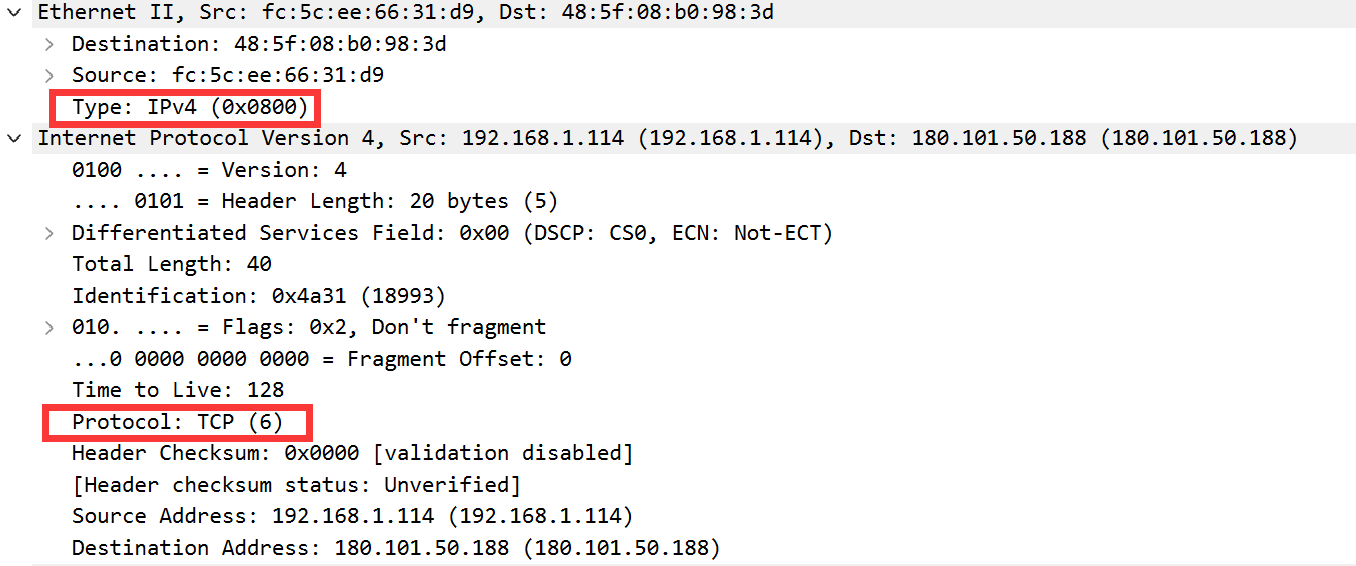 Ethernet II, Src: fc:5c:ee:66:31:d9, Dst: 48:5f:08:b0:98:3d
Destination: 48:5f:08:b0:98:3d
Source: fc:5c:ee:66:31:d9
Type: IPv4 (0x0800)
Internet Protocol Version 4, Src: 192.168.1.114 (192.168.1.114), Dst: 180.101.50.188 (180.101.50.188)
0100 .... = Version: 4
.... 0101 = Header Length: 20 bytes (5)
Differentiated Services Field: 0x00 (DSCP: CS0, ECN: Not-ECT)
Total Length: 40
Identification: 0x4a31 (18993)
010. .... = Flags: 0x2, Don't fragment
...0 0000 0000 0000 = Fragment Offset: 0
Time to Live: 128
Protocol: TCP (6)
Header Checksum: 0x0000 [validation disabled]
[Header checksum status: Unverified]
Source Address: 192.168.1.114 (192.168.1.114)
Destination Address: 180.101.50.188 (180.101.50.188)